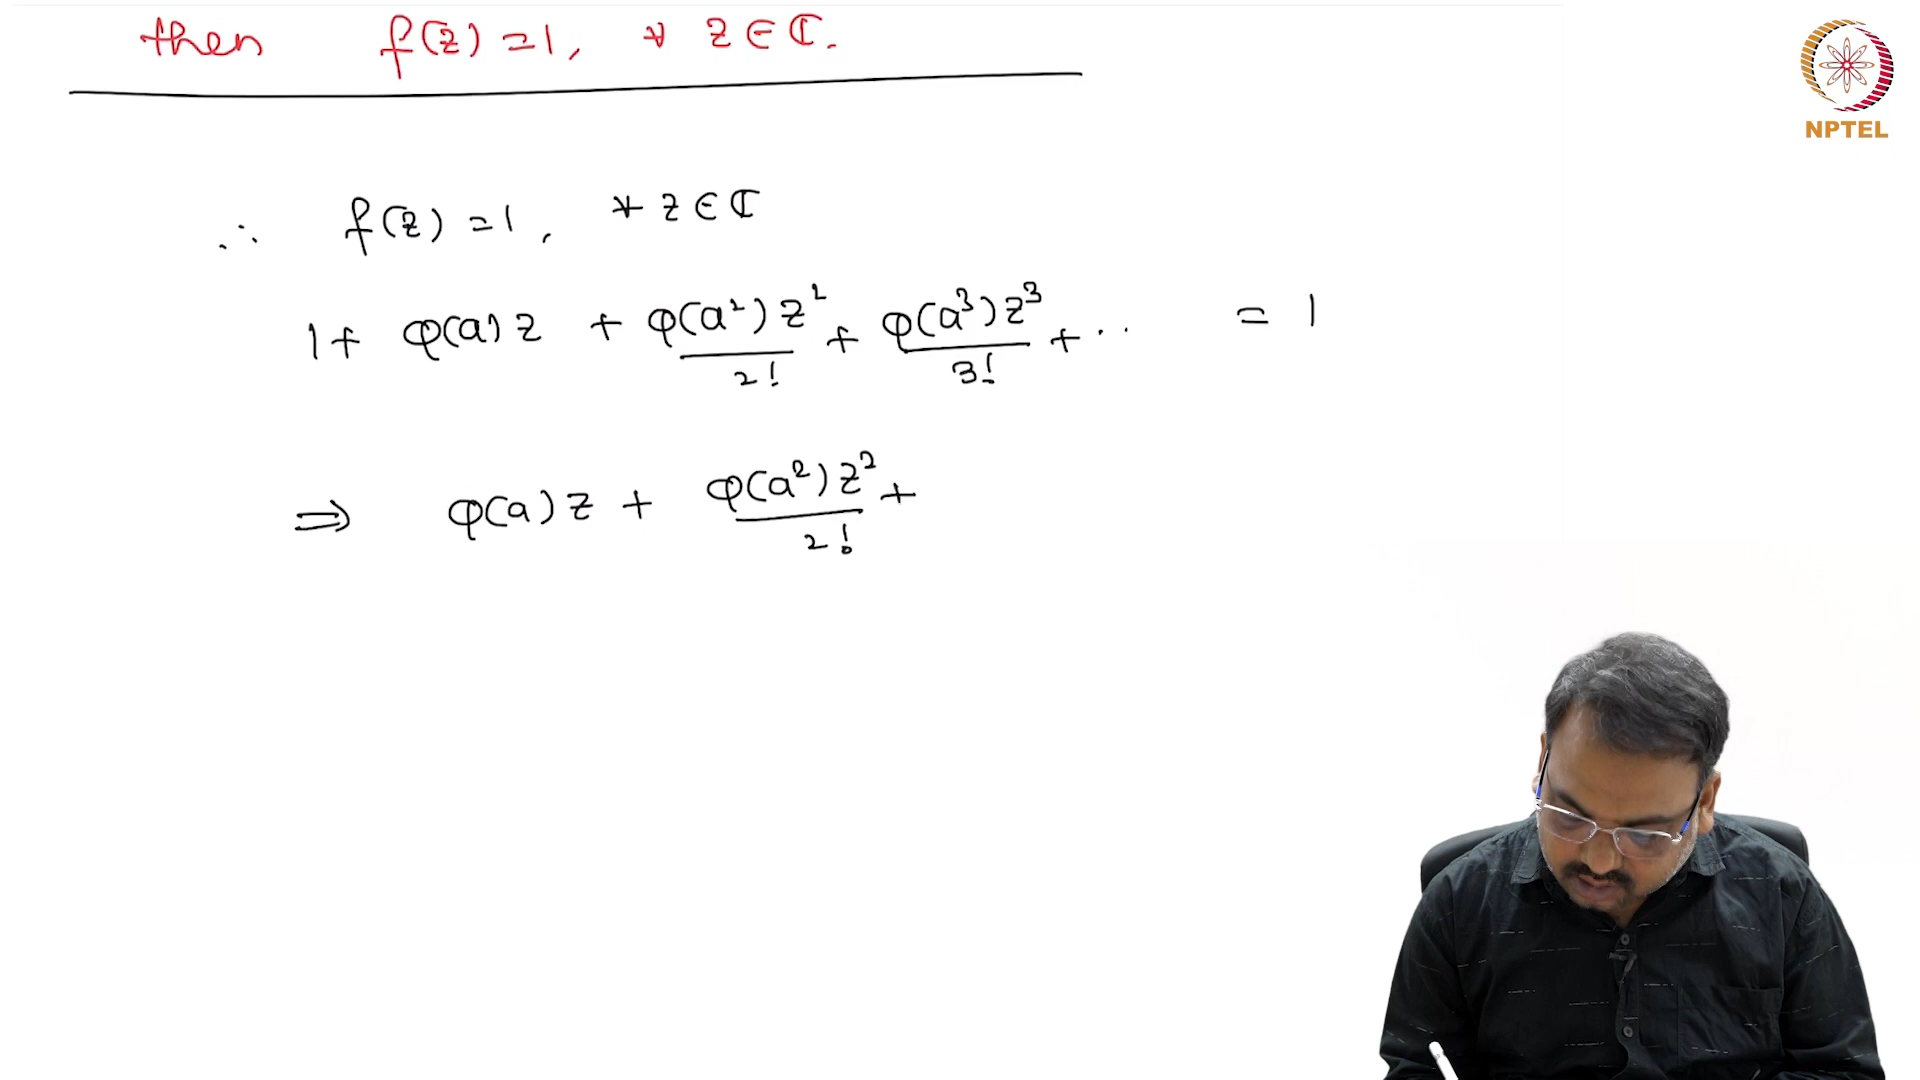 then f(z) = 1, ∀ z ∈ ℂ.
NPTEL
∴ f(z) = 1, ∀ z ∈ ℂ
1 + φ(a) z + φ(a²) z²/2! + φ(a³) z³/3! + ·· = 1
⇒ φ(a) z + φ(a²) z²/2! +